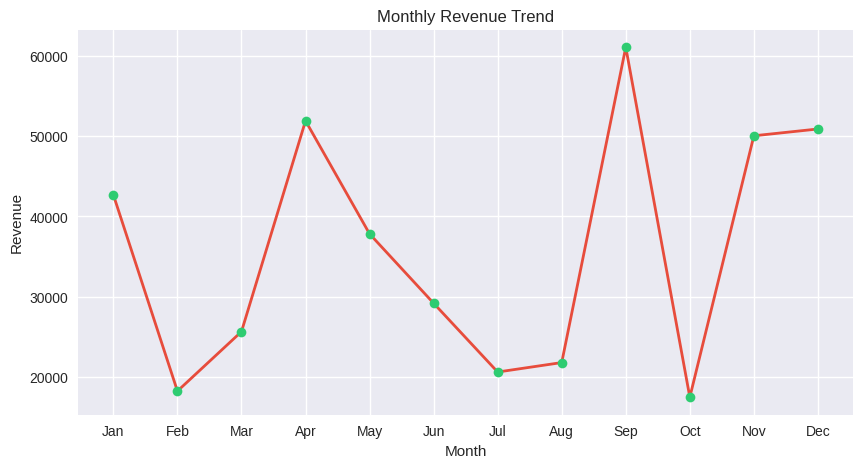 Monthly Revenue Trend
60000
50000
40000
30000
20000
Revenue
Jan Feb Mar Apr May Jun Jul Aug Sep Oct Nov Dec
Month